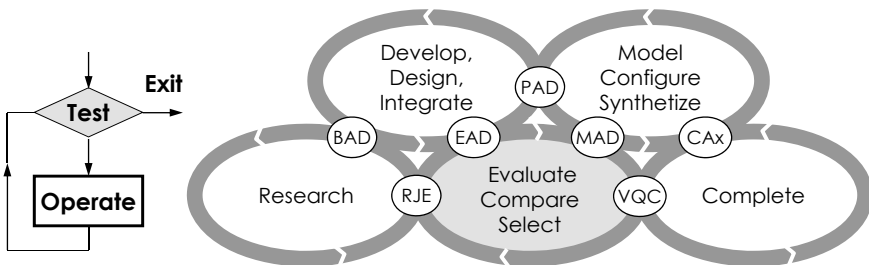 Exit
Test
Operate
Develop,
Design,
Integrate
Model
Configure
Synthetize
PAD
BAD
EAD
MAD
CAx
Research
RJE
Evaluate
Compare
Select
VQC
Complete